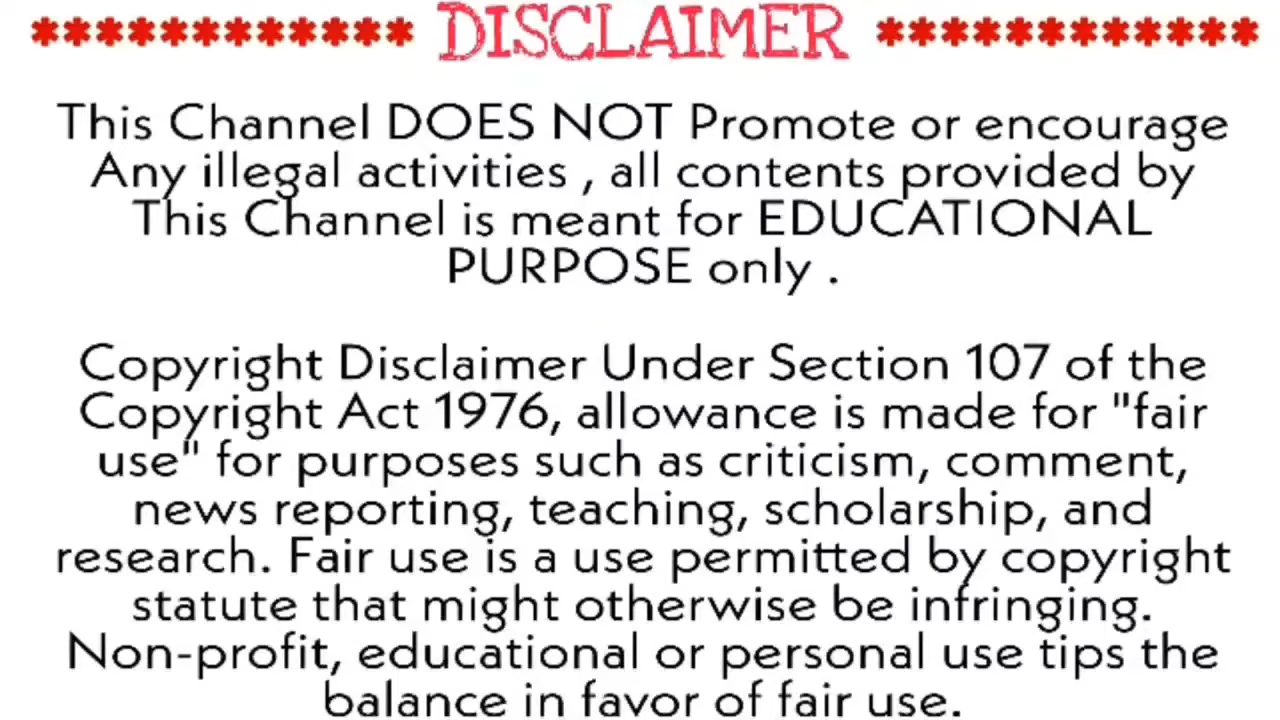 ************ DISCLAIMER ************
This Channel DOES NOT Promote or encourage
Any illegal activities , all contents provided by
This Channel is meant for EDUCATIONAL
PURPOSE only .
Copyright Disclaimer Under Section 107 of the
Copyright Act 1976, allowance is made for "fair
use" for purposes such as criticism, comment,
news reporting, teaching, scholarship, and
research. Fair use is a use permitted by copyright
statute that might otherwise be infringing.
Non-profit, educational or personal use tips the
balance in favor of fair use.